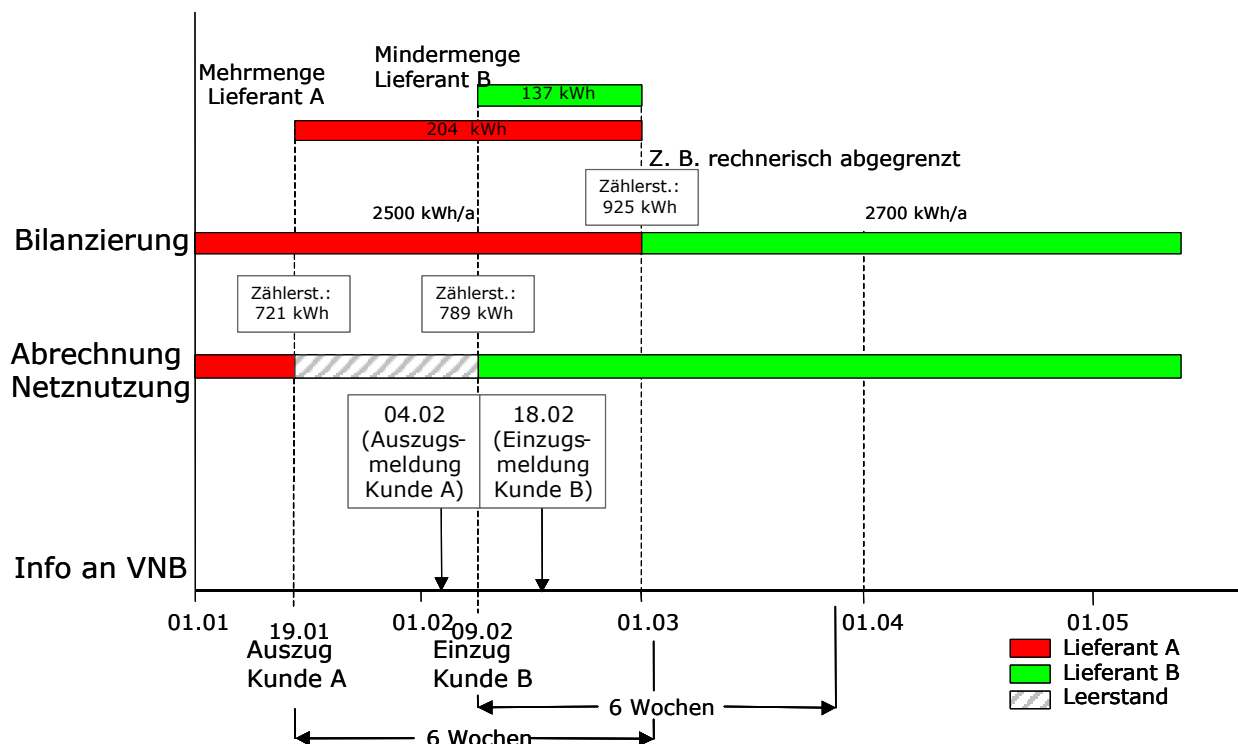 Mindermenge
Lieferant B
Mehrmenge
Lieferant A
137 kWh
204 kWh
Z. B. rechnerisch abgegrenzt
Zählerst.:
925 kWh
2500 kWh/a
2700 kWh/a
Bilanzierung
Zählerst.:
721 kWh
Zählerst.:
789 kWh
Abrechnung
Netznutzung
04.02
(Auszugs-
meldung
Kunde A)
18.02
(Einzugs-
meldung
Kunde B)
Info an VNB
01.01
19.01
01.02
09.02
01.03
01.04
01.05
Auszug
Kunde A
Einzug
Kunde B
Lieferant A
Lieferant B
Leerstand
6 Wochen
6 Wochen